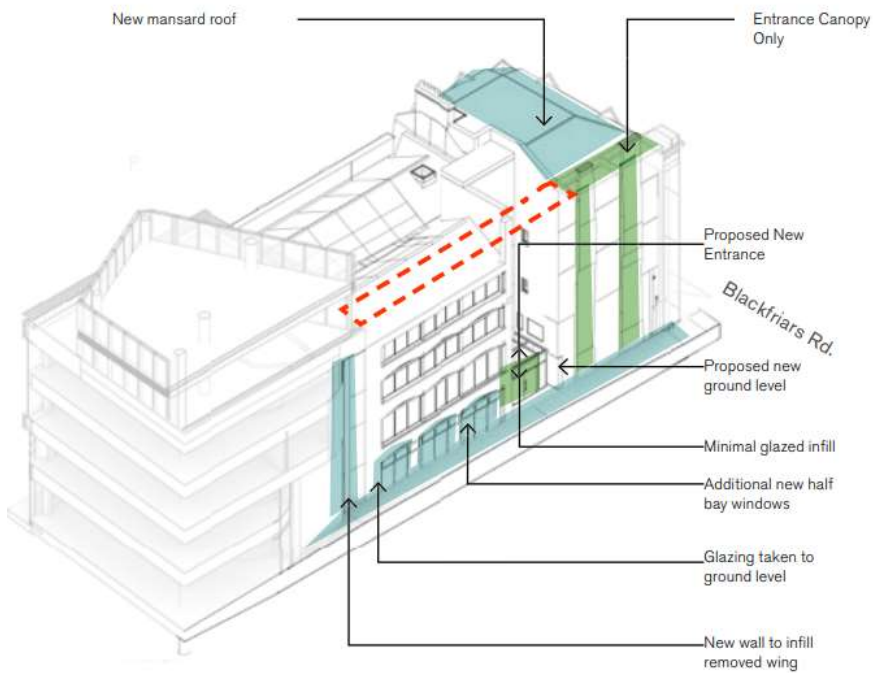 New mansard roof
Entrance Canopy
Only
Proposed New
Entrance
Blackfriars Rd.
Proposed new
ground level
Minimal glazed infill
Additional new half
bay windows
Glazing taken to
ground level
New wall to infill
removed wing